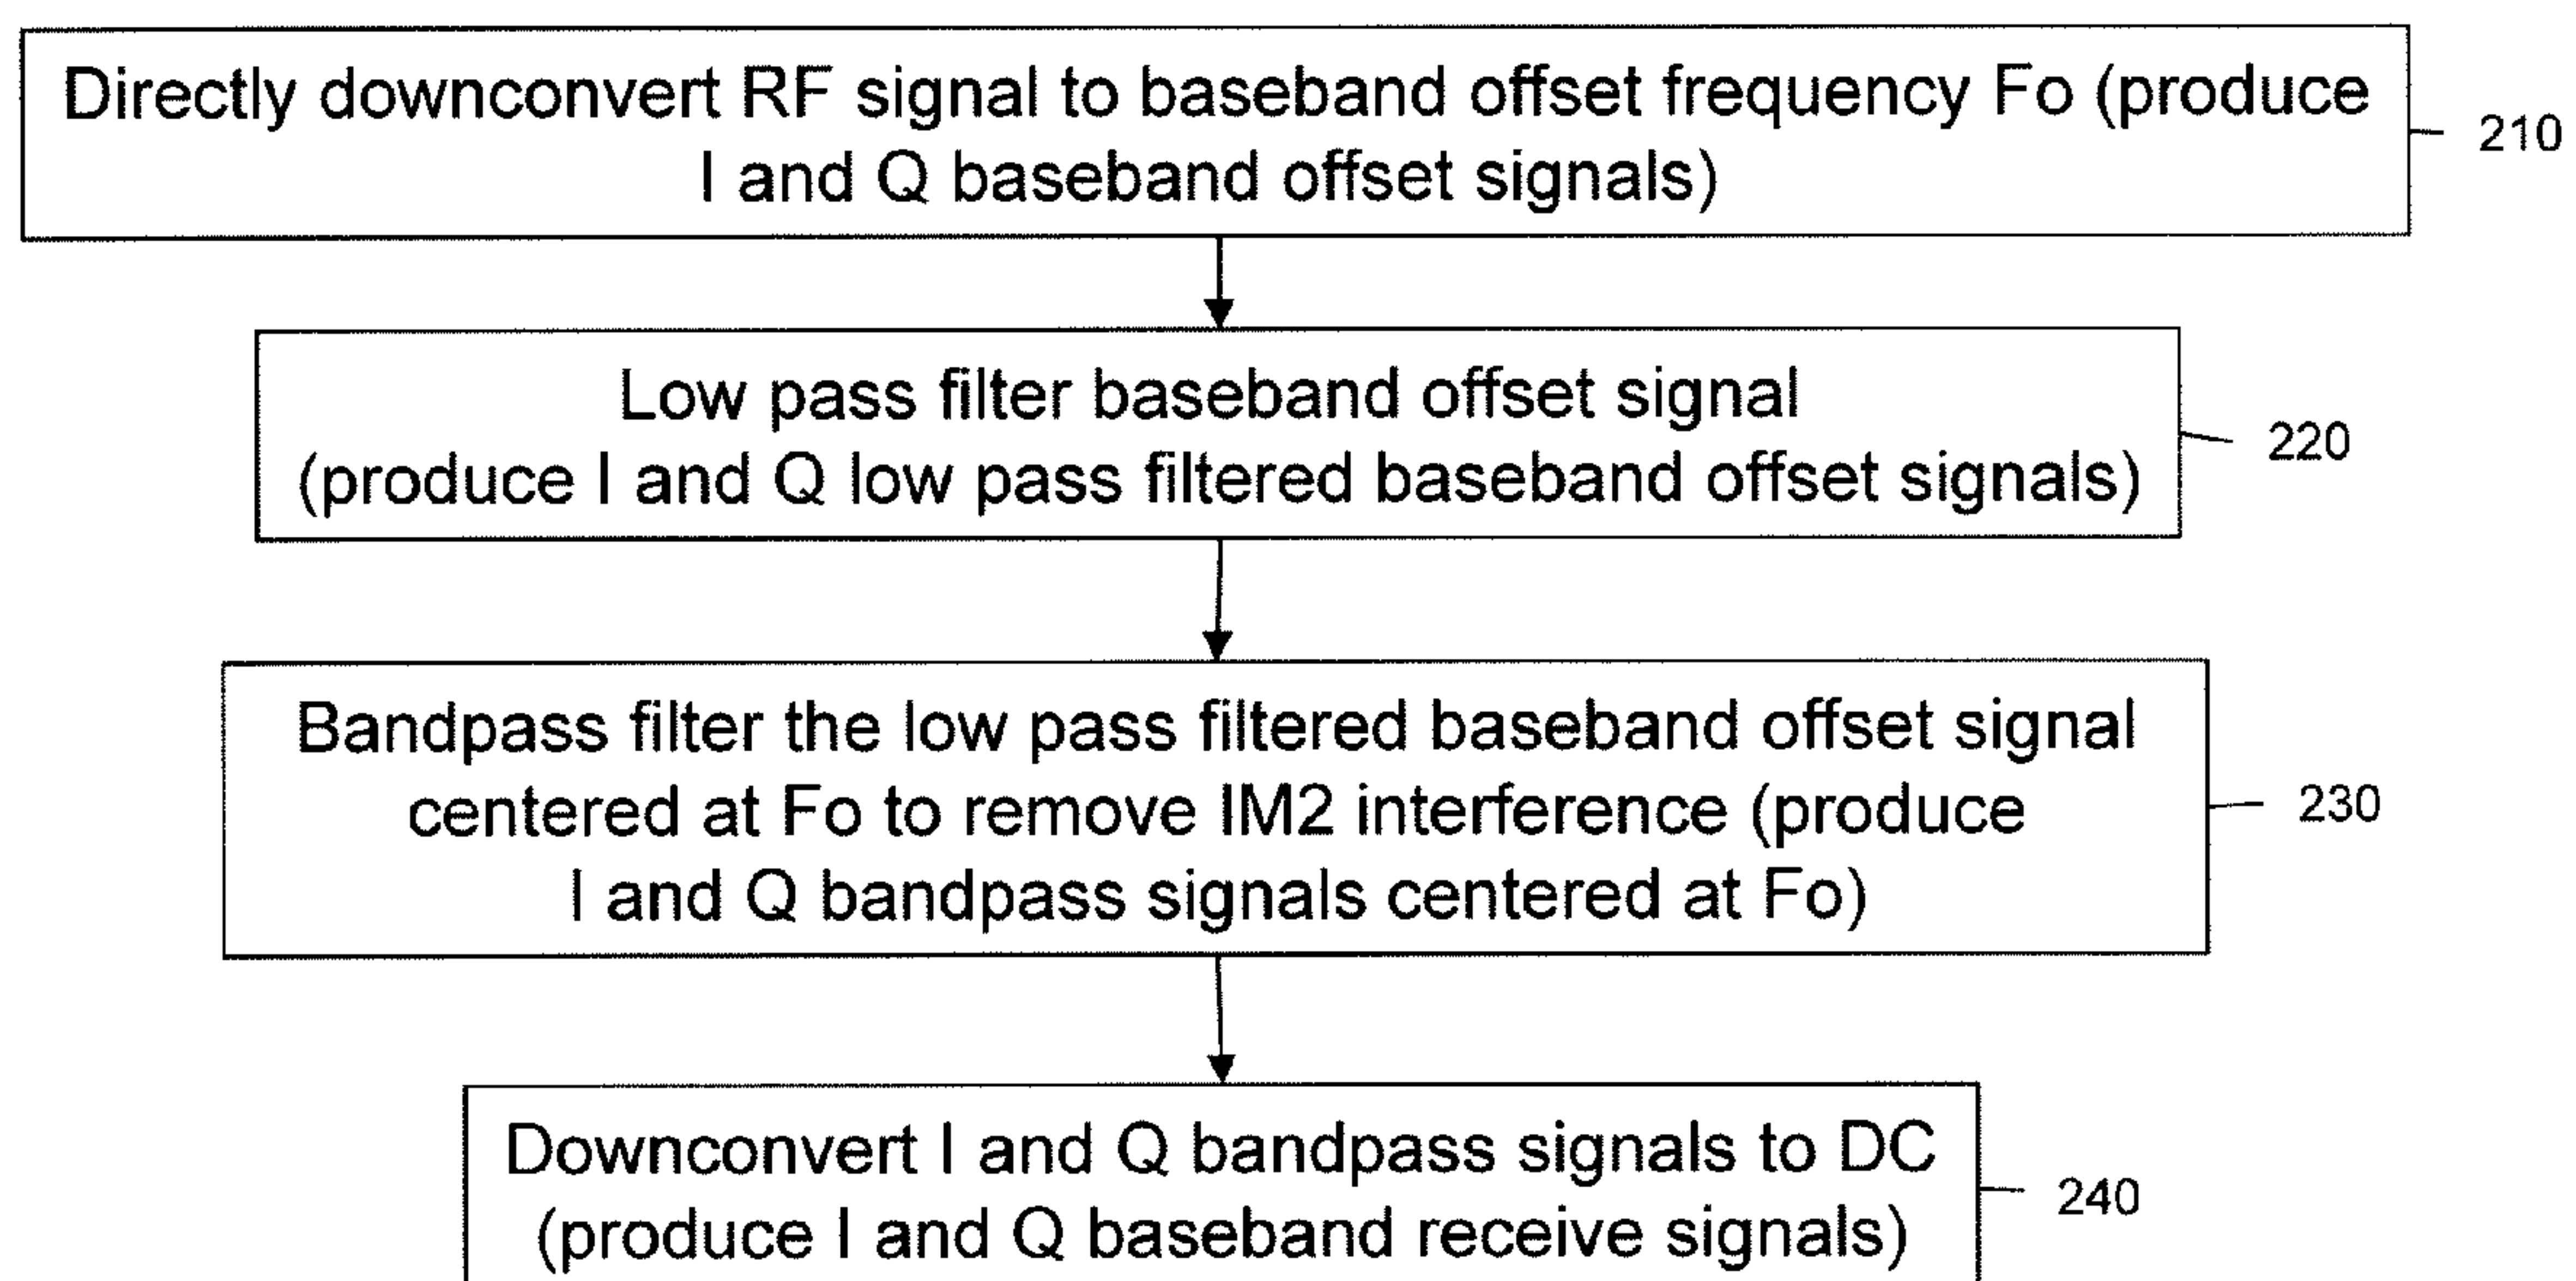 Directly downconvert RF signal to baseband offset frequency Fo (produce
I and Q baseband offset signals)
210
Low pass filter baseband offset signal
(produce I and Q low pass filtered baseband offset signals)
220
Bandpass filter the low pass filtered baseband offset signal
centered at Fo to remove IM2 interference (produce
I and Q bandpass signals centered at Fo)
230
Downconvert I and Q bandpass signals to DC
(produce I and Q baseband receive signals)
240